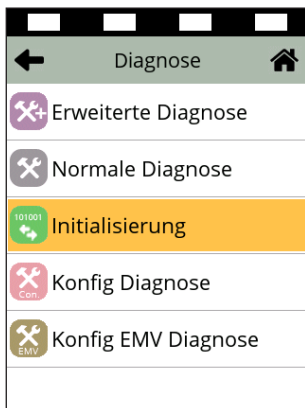 Diagnose
Erweiterte Diagnose
Normale Diagnose
101001
Initialisierung
Konfig Diagnose
Con.
Konfig EMV Diagnose
EMV